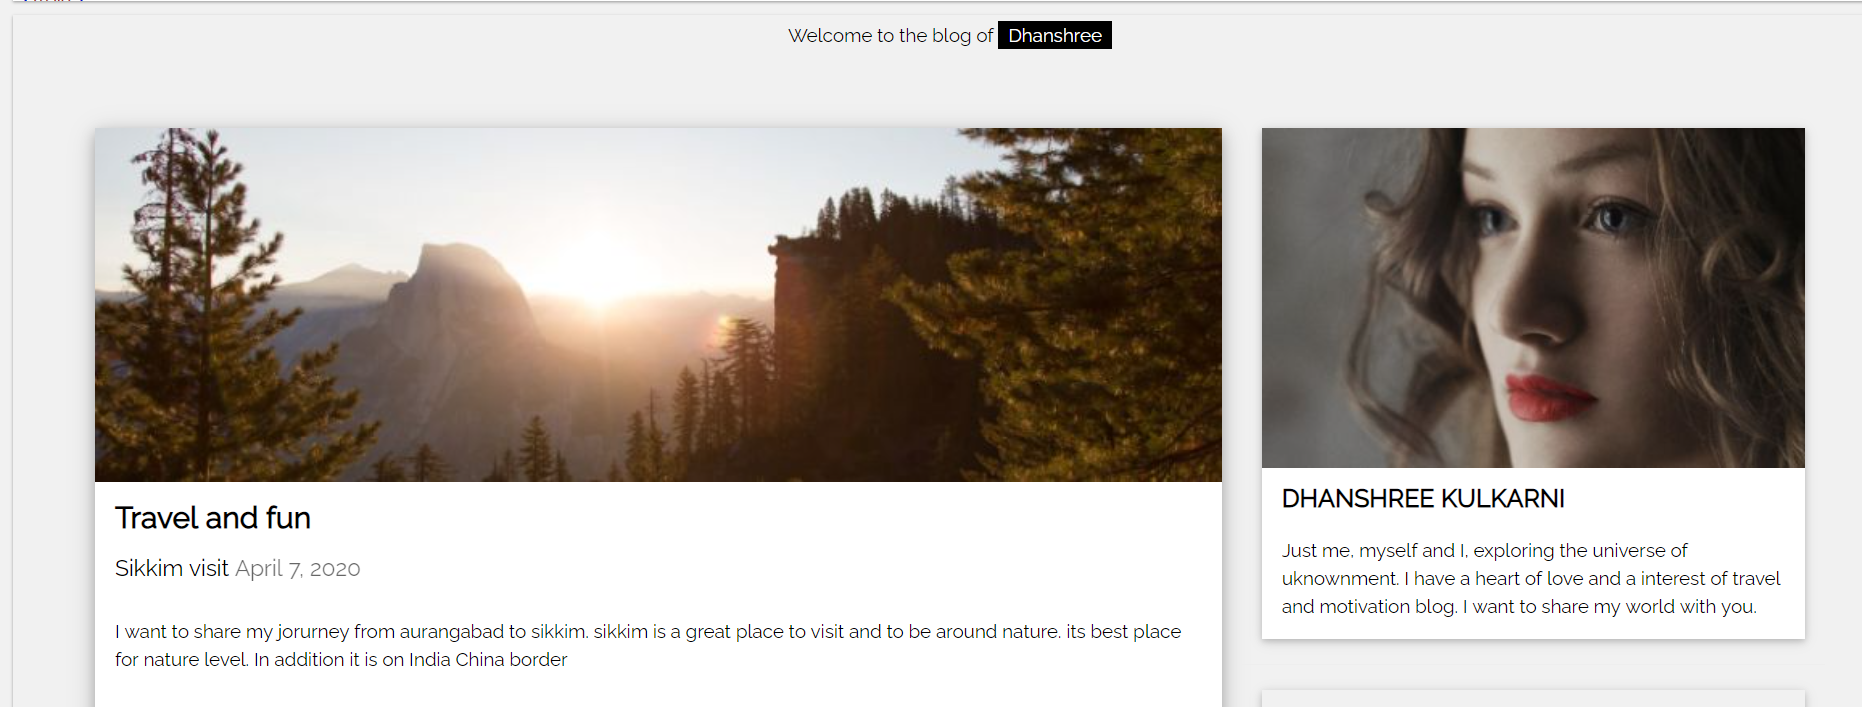 Welcome to the blog of Dhanshree
Travel and fun
Sikkim visit April 7, 2020
I want to share my jorurney from aurangabad to sikkim. sikkim is a great place to visit and to be around nature. its best place
for nature level. In addition it is on India China border
DHANSHREE KULKARNI
Just me, myself and I, exploring the universe of
uknownment. I have a heart of love and a interest of travel
and motivation blog. I want to share my world with you.